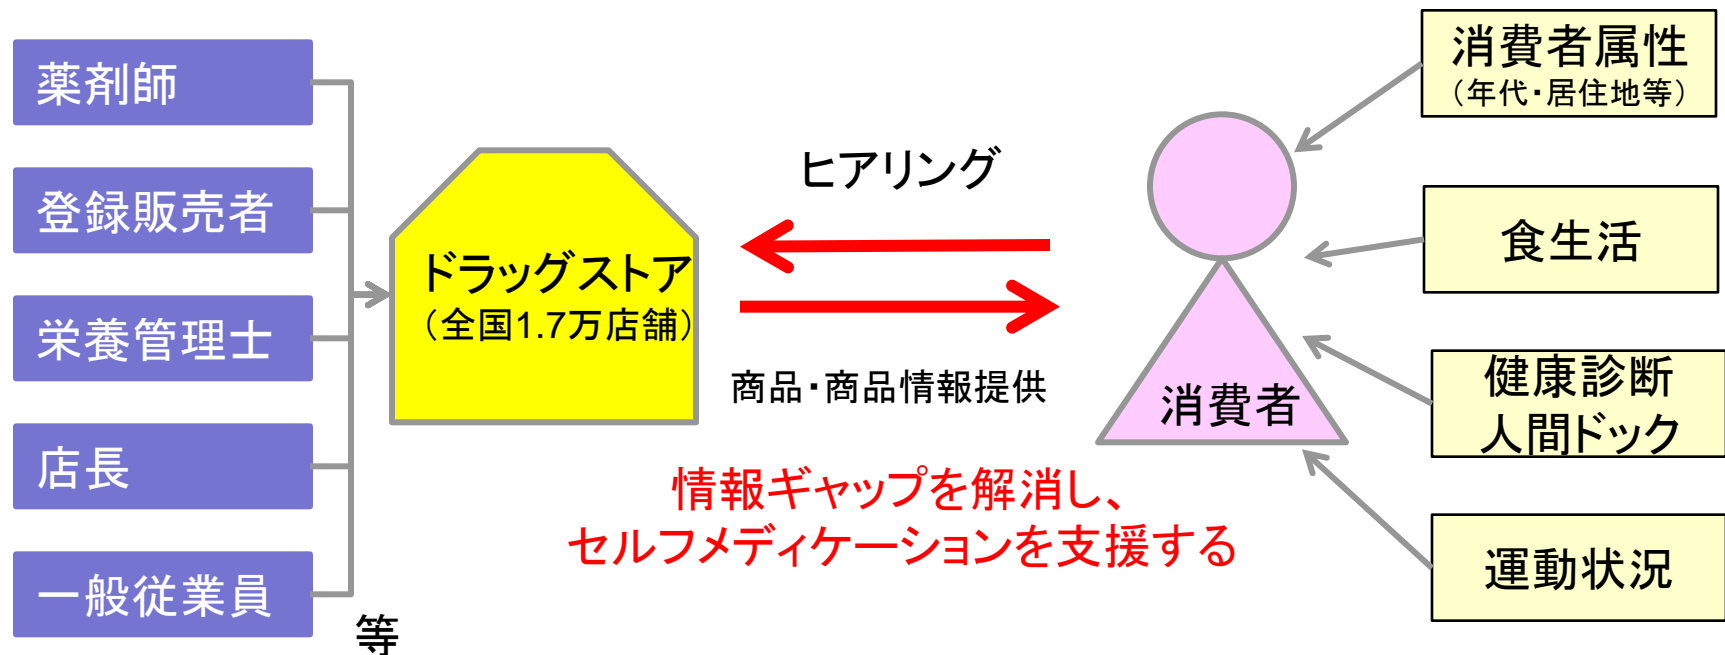 薬剤師
登録販売者
栄養管理士
店長
一般従業員
等
ドラッグストア
（全国1.7万店舗）
ヒアリング
商品・商品情報提供
情報ギャップを解消し、
セルフメディケーションを支援する
消費者
消費者属性
（年代・居住地等）
食生活
健康診断
人間ドック
運動状況